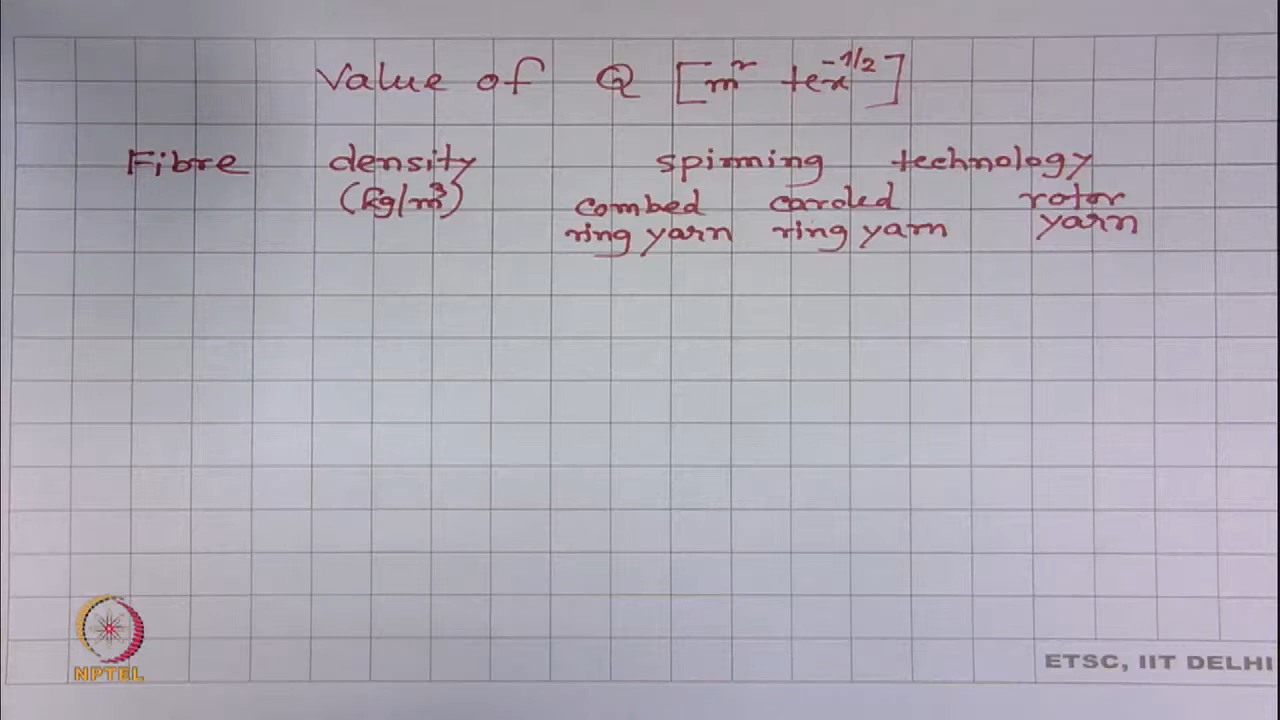 Value of Q [m² tex^-1/2]
Fibre density spinning technology
(kg/m³) combed carded rotor
ring yarn ring yarn yarn
NPTEL
ETSC, IIT DELHI